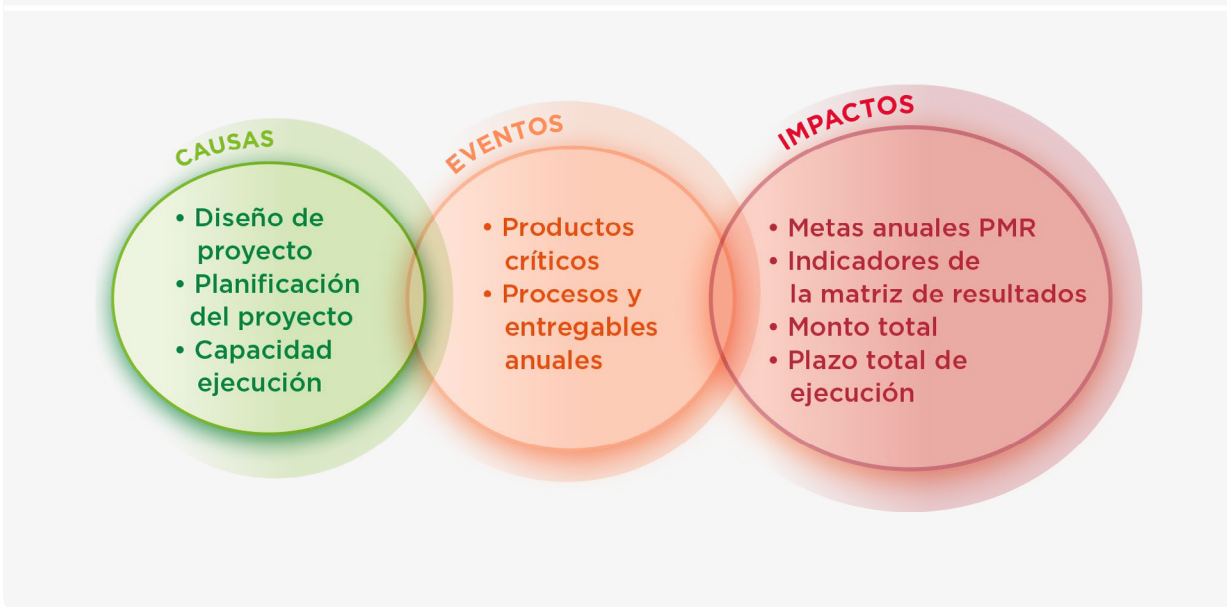 CAUSAS
• Diseño de
proyecto
• Planificación
del proyecto
• Capacidad
ejecución
EVENTOS
• Productos
críticos
• Procesos y
entregables
anuales
IMPACTOS
• Metas anuales PMR
• Indicadores de
la matriz de resultados
• Monto total
• Plazo total de
ejecución